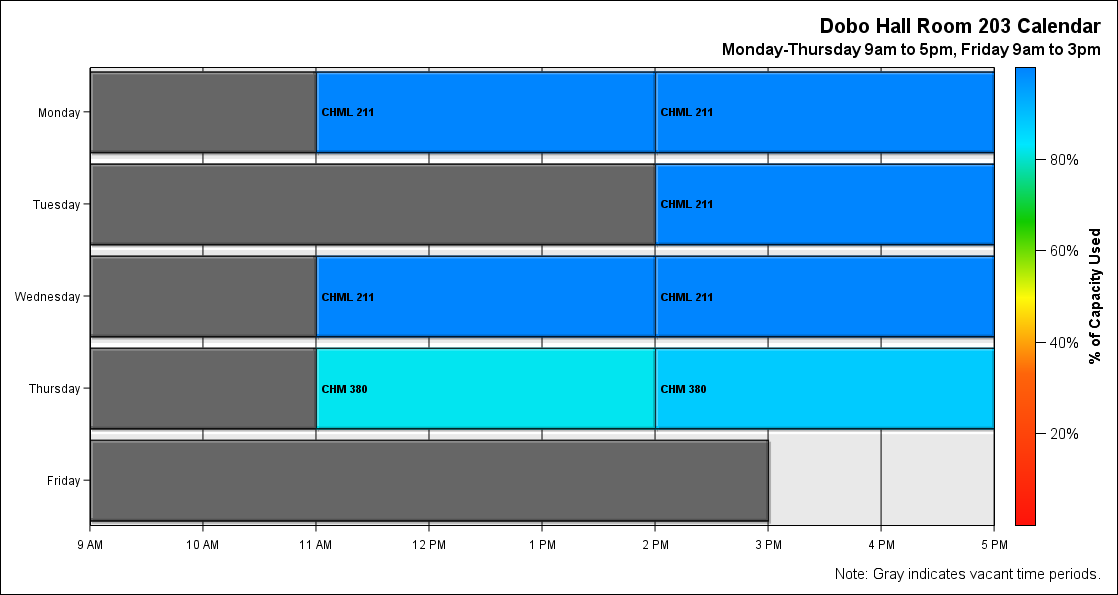 Dobo Hall Room 203 Calendar
Monday-Thursday 9am to 5pm, Friday 9am to 3pm
Monday
CHML 211
CHML 211
Tuesday
CHML 211
Wednesday
CHML 211
CHML 211
Thursday
CHM 380
CHM 380
Friday
9 AM
10 AM
11 AM
12 PM
1 PM
2 PM
3 PM
4 PM
5 PM
80%
60%
40%
20%
% of Capacity Used
Note: Gray indicates vacant time periods.